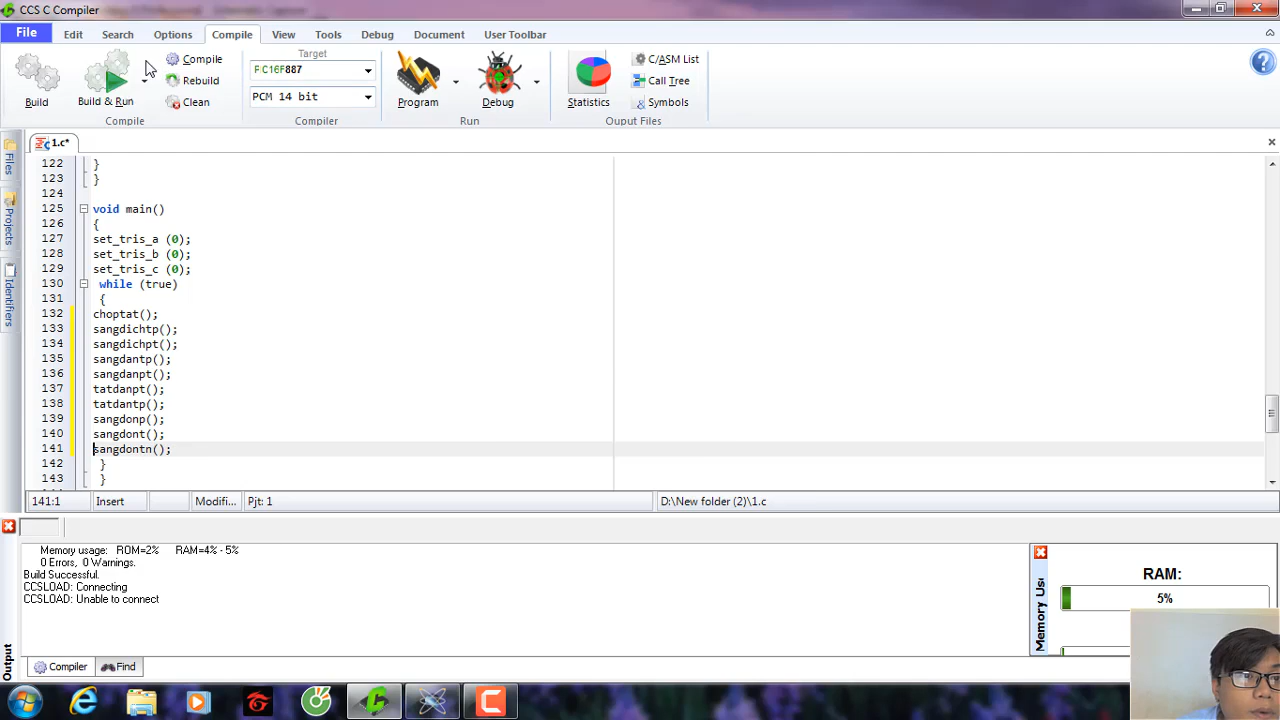 CCS C Compiler
File Edit Search Options Compile View Tools Debug Document User Toolbar
Build
Build & Run
Compile
Rebuild
Clean
Compile
Target
PIC16F887
PCM 14 bit
Compiler
Program
Debug
Run
Statistics
C/ASM List
Call Tree
Symbols
Ouput Files
1.c*
Files
Projects
Identifiers
122 }
123 }
124
125 void main()
126 {
127 set_tris_a (0);
128 set_tris_b (0);
129 set_tris_c (0);
130 while (true)
131 {
132 choptat();
133 sangdichtp();
134 sangdichpt();
135 sangdantp();
136 sangdanpt();
137 tatdanpt();
138 tatdantp();
139 sangdonp();
140 sangdont();
141 sangdontn();
142 }
143 }
141:1 Insert Modifi... Pjt: 1 D:\New folder (2)\1.c
Memory usage: ROM=2% RAM=4% - 5%
0 Errors, 0 Warnings.
Build Successful.
CCSLOAD: Connecting
CCSLOAD: Unable to connect
Output
Compiler Find
RAM:
5%